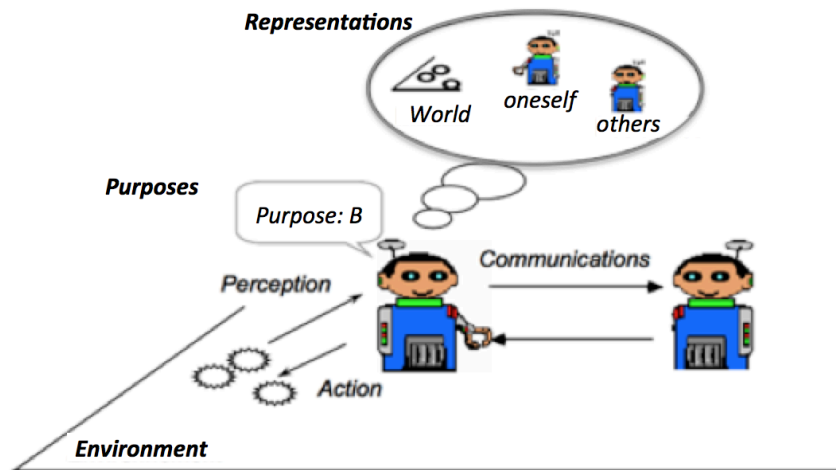 Representations
World
oneself
others
Purposes
Purpose: B
Perception
Communications
Action
Environment